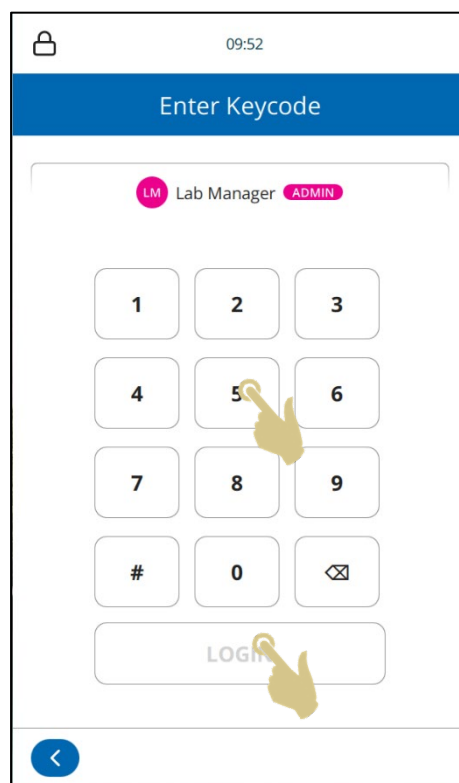 09:52
Enter Keycode
LM Lab Manager ADMIN
1 2 3
4 5 6
7 8 9
# 0
LOGIN